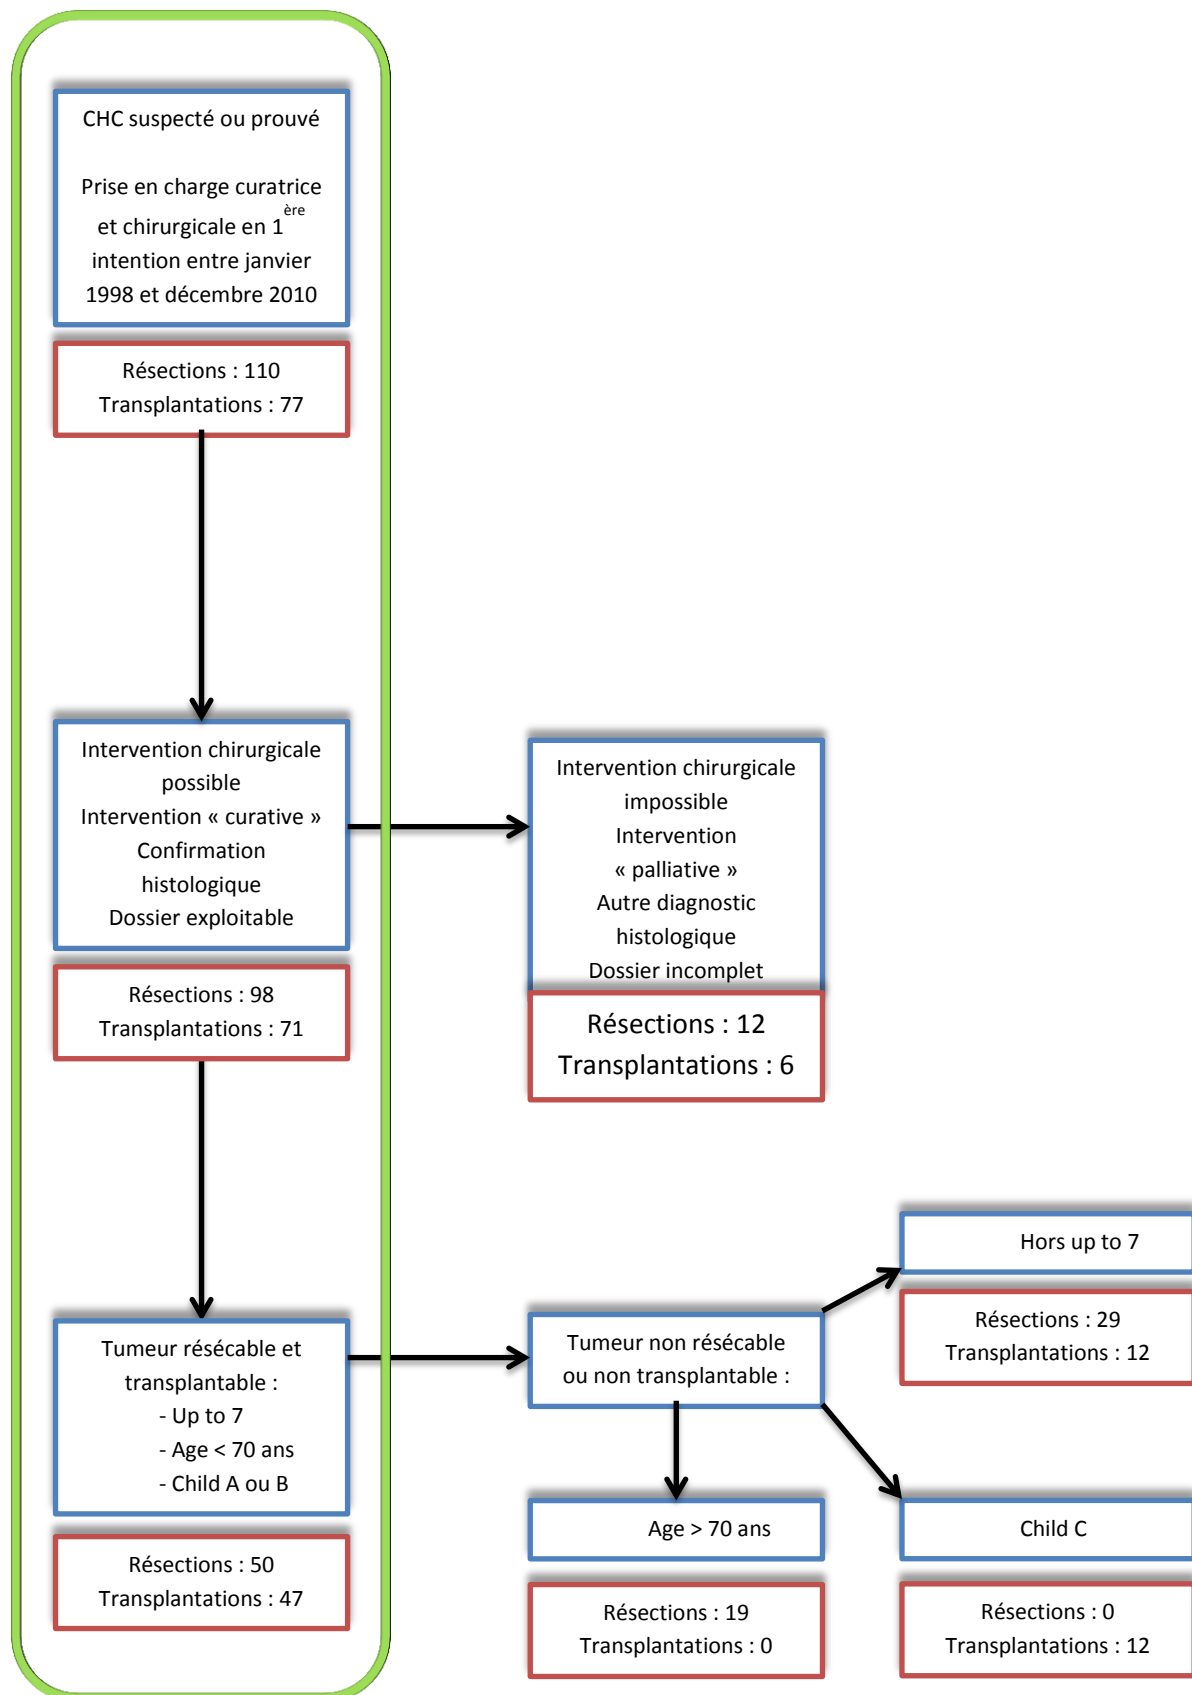 CHC suspecté ou prouvé
Prise en charge curatrice
et chirurgicale en 1ère
intention entre janvier
1998 et décembre 2010
Résections : 110
Transplantations : 77
Intervention chirurgicale
possible
Intervention « curative »
Confirmation
histologique
Dossier exploitable
Résections : 98
Transplantations : 71
Intervention chirurgicale
impossible
Intervention
« palliative »
Autre diagnostic
histologique
Dossier incomplet
Résections : 12
Transplantations : 6
Tumeur résécable et
transplantable :
- Up to 7
- Age < 70 ans
- Child A ou B
Résections : 50
Transplantations : 47
Tumeur non résécable
ou non transplantable :
Hors up to 7
Résections : 29
Transplantations : 12
Age > 70 ans
Résections : 19
Transplantations : 0
Child C
Résections : 0
Transplantations : 12